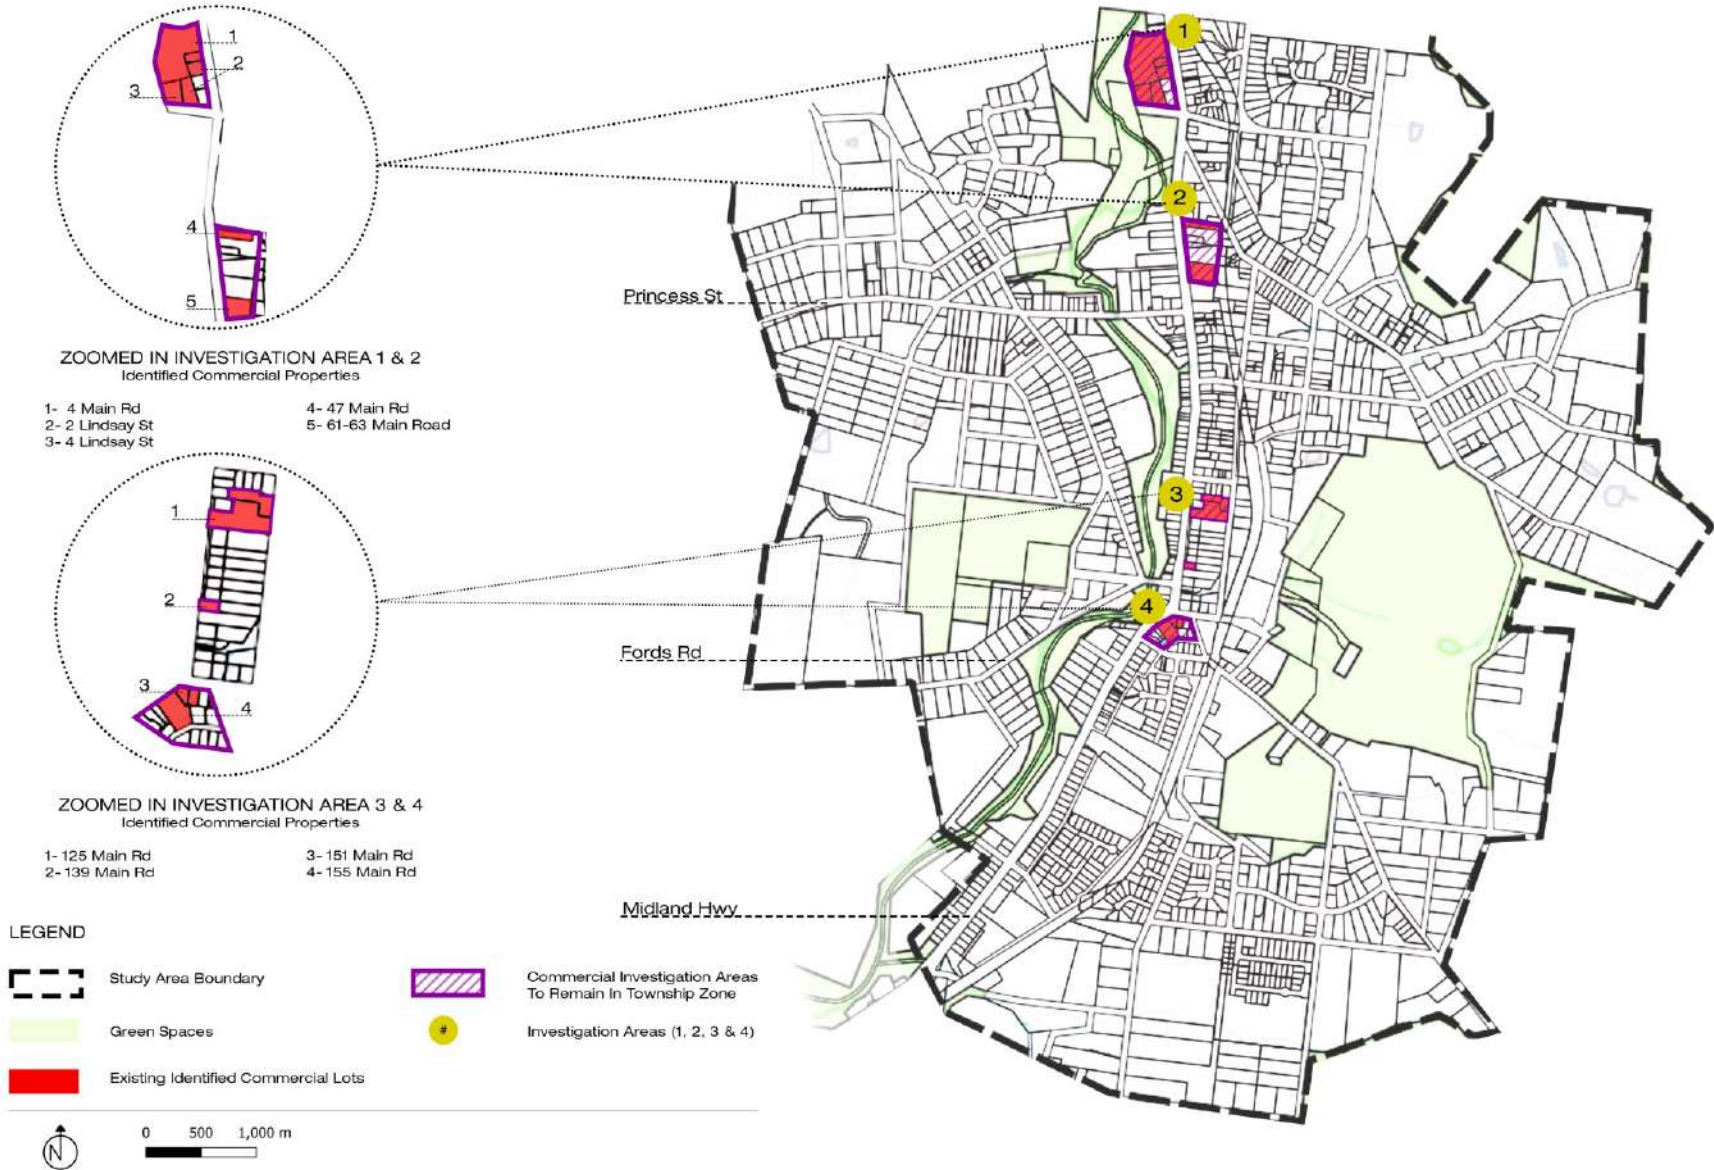 1
2
3
4
5
ZOOMED IN INVESTIGATION AREA 1 & 2
Identified Commercial Properties
1- 4 Main Rd
2- 2 Lindsay St
3- 4 Lindsay St
4- 47 Main Rd
5- 61-63 Main Road
1
2
3
4
ZOOMED IN INVESTIGATION AREA 3 & 4
Identified Commercial Properties
1- 125 Main Rd
2- 139 Main Rd
3- 151 Main Rd
4- 155 Main Rd
1
2
Princess St
3
4
Fords Rd
Midland Hwy
LEGEND
Study Area Boundary
Green Spaces
Existing Identified Commercial Lots
Commercial Investigation Areas
To Remain In Township Zone
#
Investigation Areas (1, 2, 3 & 4)
N
0 500 1,000 m